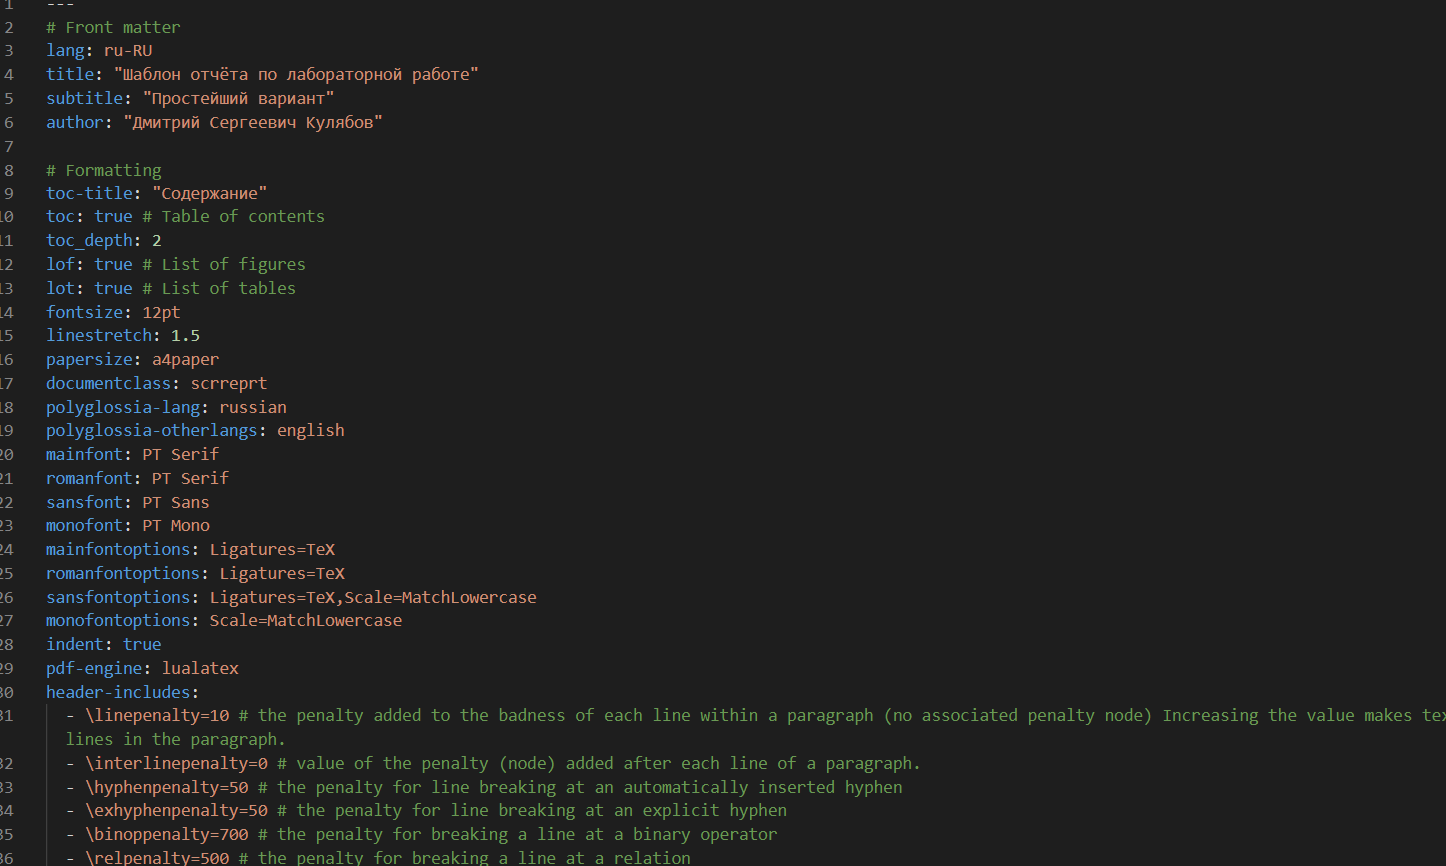 1 ---
2 # Front matter
3 lang: ru-RU
4 title: "Шаблон отчёта по лабораторной работе"
5 subtitle: "Простейший вариант"
6 author: "Дмитрий Сергеевич Кулябов"
7
8 # Formatting
9 toc-title: "Содержание"
10 toc: true # Table of contents
11 toc_depth: 2
12 lof: true # List of figures
13 lot: true # List of tables
14 fontsize: 12pt
15 linestretch: 1.5
16 papersize: a4paper
17 documentclass: scrreprt
18 polyglossia-lang: russian
19 polyglossia-otherlangs: english
20 mainfont: PT Serif
21 romanfont: PT Serif
22 sansfont: PT Sans
23 monofont: PT Mono
24 mainfontoptions: Ligatures=TeX
25 romanfontoptions: Ligatures=TeX
26 sansfontoptions: Ligatures=TeX,Scale=MatchLowercase
27 monofontoptions: Scale=MatchLowercase
28 indent: true
29 pdf-engine: lualatex
30 header-includes:
31 - \linepenalty=10 # the penalty added to the badness of each line within a paragraph (no associated penalty node) Increasing the value makes
lines in the paragraph.
32 - \interlinepenalty=0 # value of the penalty (node) added after each line of a paragraph.
33 - \hyphenpenalty=50 # the penalty for line breaking at an automatically inserted hyphen
34 - \exhyphenpenalty=50 # the penalty for line breaking at an explicit hyphen
35 - \binoppenalty=700 # the penalty for breaking a line at a binary operator
36 - \relpenalty=500 # the penalty for breaking a line at a relation